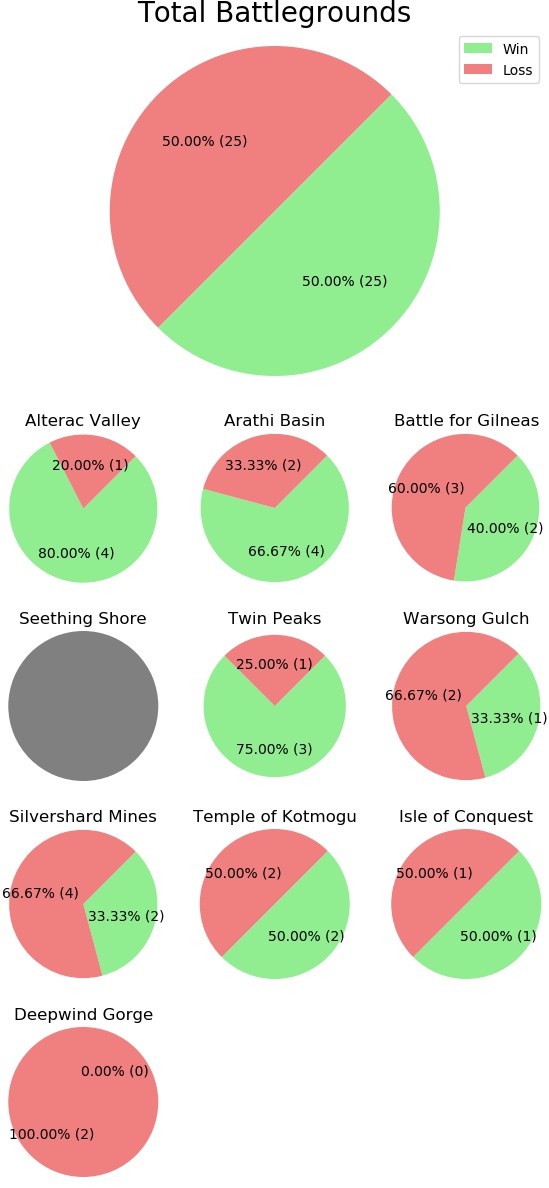 Total Battlegrounds
Win
Loss
50.00% (25)
50.00% (25)
Alterac Valley
20.00% (1)
80.00% (4)
Arathi Basin
33.33% (2)
66.67% (4)
Battle for Gilneas
60.00% (3)
40.00% (2)
Seething Shore
Twin Peaks
25.00% (1)
75.00% (3)
Warsong Gulch
66.67% (2)
33.33% (1)
Silvershard Mines
66.67% (4)
33.33% (2)
Temple of Kotmogu
50.00% (2)
50.00% (2)
Isle of Conquest
50.00% (1)
50.00% (1)
Deepwind Gorge
0.00% (0)
100.00% (2)